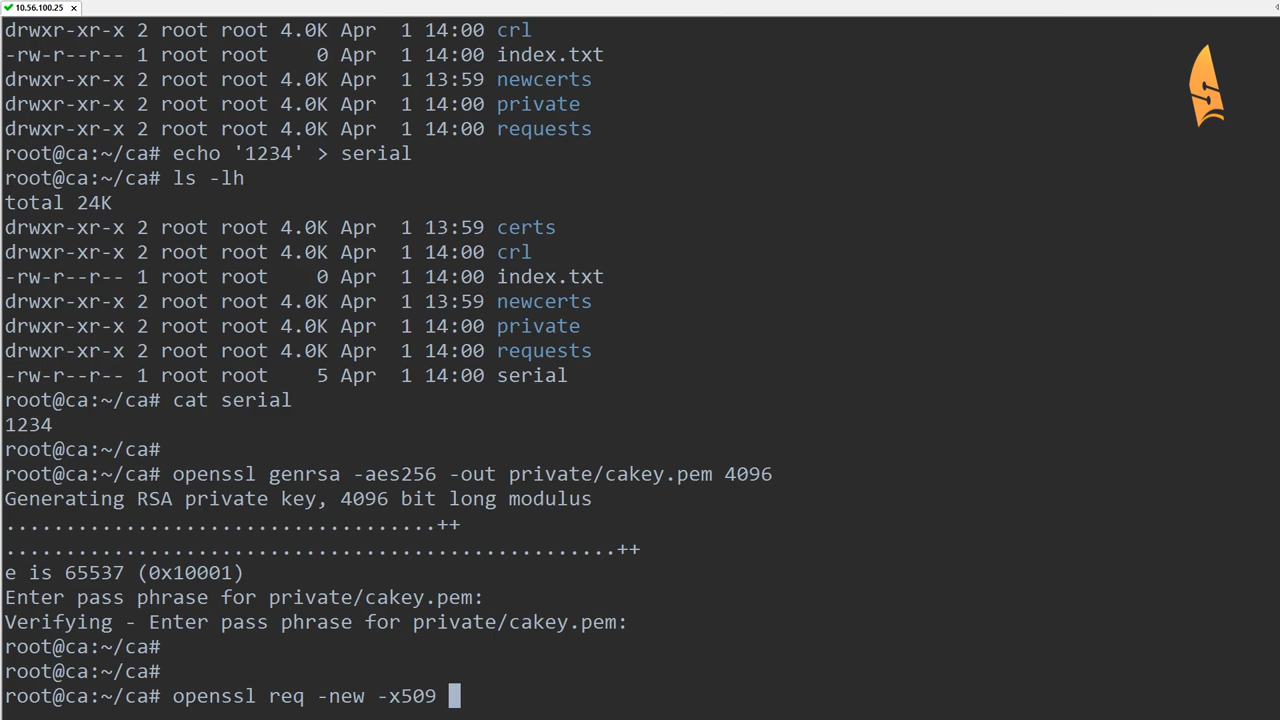 10.56.100.25
drwxr-xr-x 2 root root 4.0K Apr  1 14:00 crl
-rw-r--r-- 1 root root    0 Apr  1 14:00 index.txt
drwxr-xr-x 2 root root 4.0K Apr  1 13:59 newcerts
drwxr-xr-x 2 root root 4.0K Apr  1 14:00 private
drwxr-xr-x 2 root root 4.0K Apr  1 14:00 requests
root@ca:~/ca# echo '1234' > serial
root@ca:~/ca# ls -lh
total 24K
drwxr-xr-x 2 root root 4.0K Apr  1 13:59 certs
drwxr-xr-x 2 root root 4.0K Apr  1 14:00 crl
-rw-r--r-- 1 root root    0 Apr  1 14:00 index.txt
drwxr-xr-x 2 root root 4.0K Apr  1 13:59 newcerts
drwxr-xr-x 2 root root 4.0K Apr  1 14:00 private
drwxr-xr-x 2 root root 4.0K Apr  1 14:00 requests
-rw-r--r-- 1 root root    5 Apr  1 14:00 serial
root@ca:~/ca# cat serial
1234
root@ca:~/ca#
root@ca:~/ca# openssl genrsa -aes256 -out private/cakey.pem 4096
Generating RSA private key, 4096 bit long modulus
....................................++
...................................................++
e is 65537 (0x10001)
Enter pass phrase for private/cakey.pem:
Verifying - Enter pass phrase for private/cakey.pem:
root@ca:~/ca#
root@ca:~/ca#
root@ca:~/ca# openssl req -new -x509